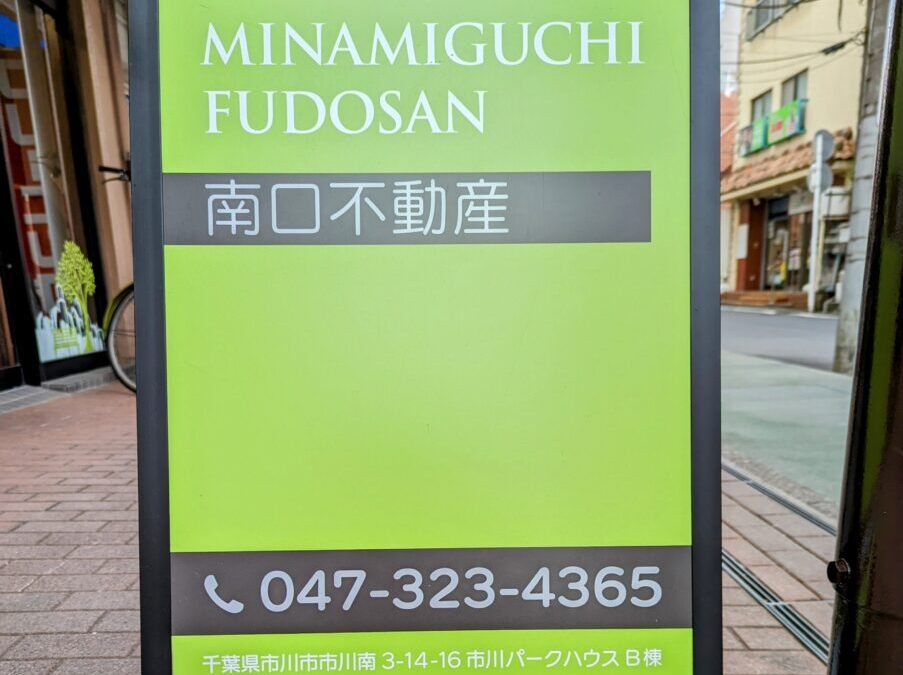 MINAMIGUCHI
FUDOSAN
南口不動産
047-323-4365
千葉県市川市市川南 3-14-16 市川パークハウス B 棟